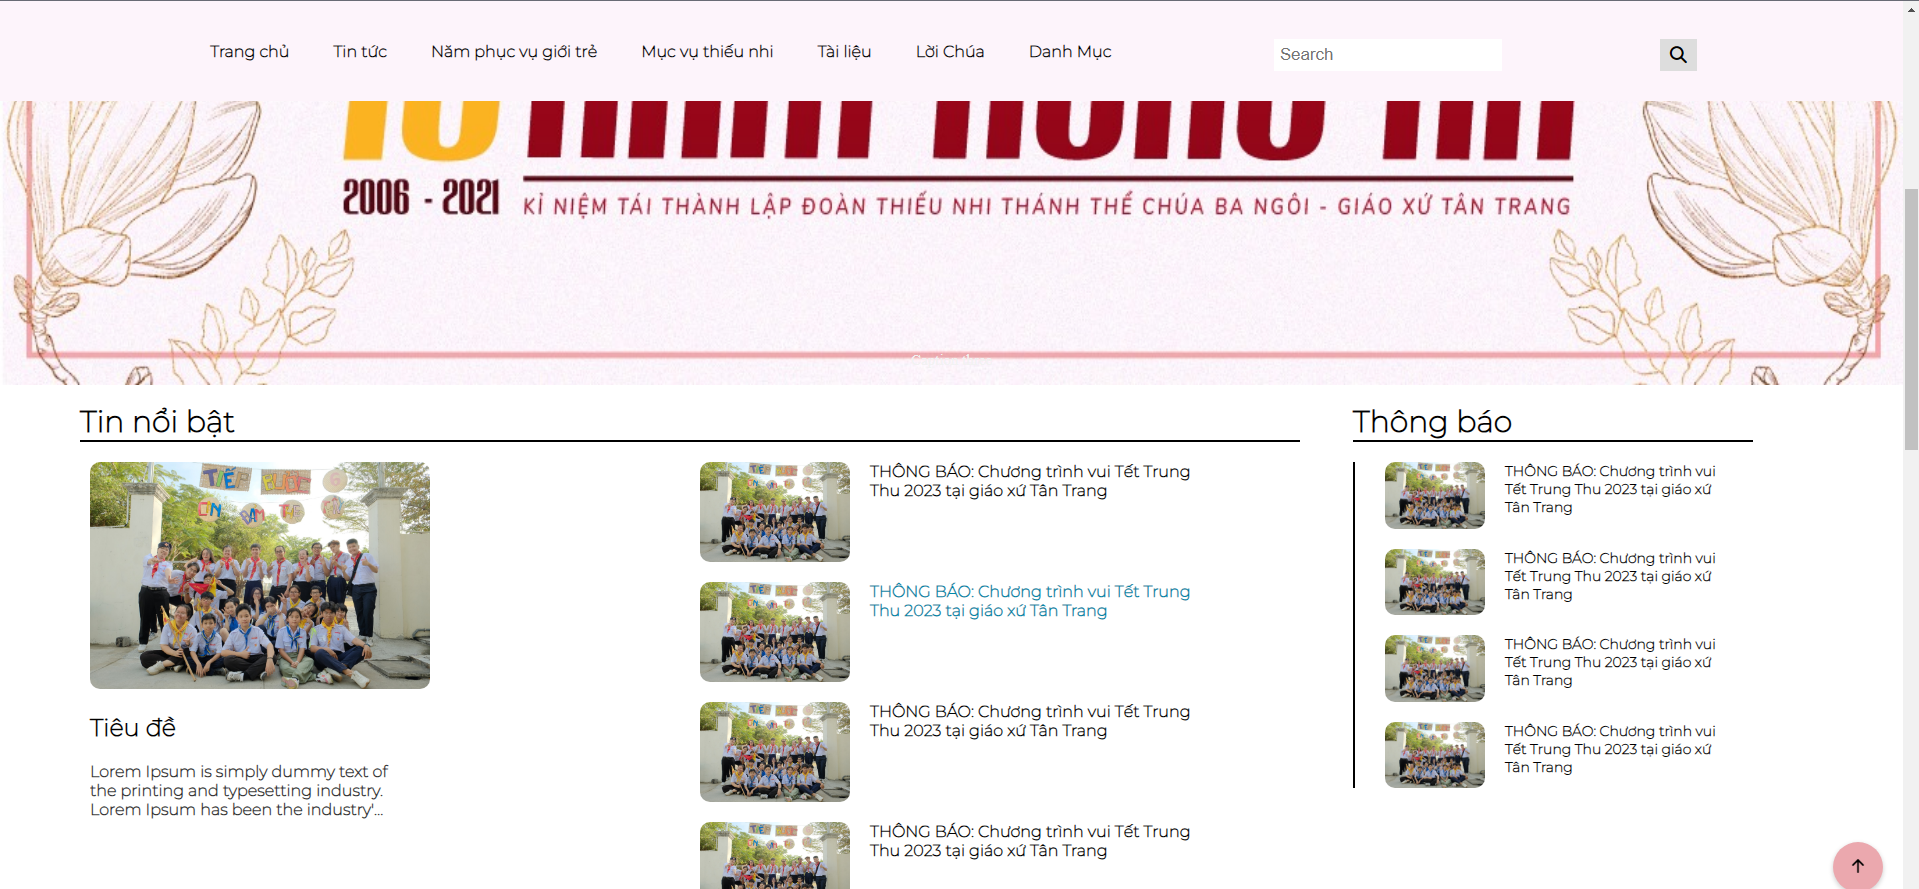 Trang chủ Tin tức Năm phục vụ giới trẻ Mục vụ thiếu nhi Tài liệu Lời Chúa Danh Mục Search
2006 - 2021
KỈ NIỆM TÁI THÀNH LẬP ĐOÀN THIẾU NHI THÁNH THỂ CHÚA BA NGÔI - GIÁO XỨ TÂN TRANG
Tin nổi bật
TIẾP
Tiêu đề
Lorem Ipsum is simply dummy text of
the printing and typesetting industry.
Lorem Ipsum has been the industry'...
THÔNG BÁO: Chương trình vui Tết Trung
Thu 2023 tại giáo xứ Tân Trang
THÔNG BÁO: Chương trình vui Tết Trung
Thu 2023 tại giáo xứ Tân Trang
THÔNG BÁO: Chương trình vui Tết Trung
Thu 2023 tại giáo xứ Tân Trang
THÔNG BÁO: Chương trình vui Tết Trung
Thu 2023 tại giáo xứ Tân Trang
Thông báo
THÔNG BÁO: Chương trình vui
Tết Trung Thu 2023 tại giáo xứ
Tân Trang
THÔNG BÁO: Chương trình vui
Tết Trung Thu 2023 tại giáo xứ
Tân Trang
THÔNG BÁO: Chương trình vui
Tết Trung Thu 2023 tại giáo xứ
Tân Trang
THÔNG BÁO: Chương trình vui
Tết Trung Thu 2023 tại giáo xứ
Tân Trang